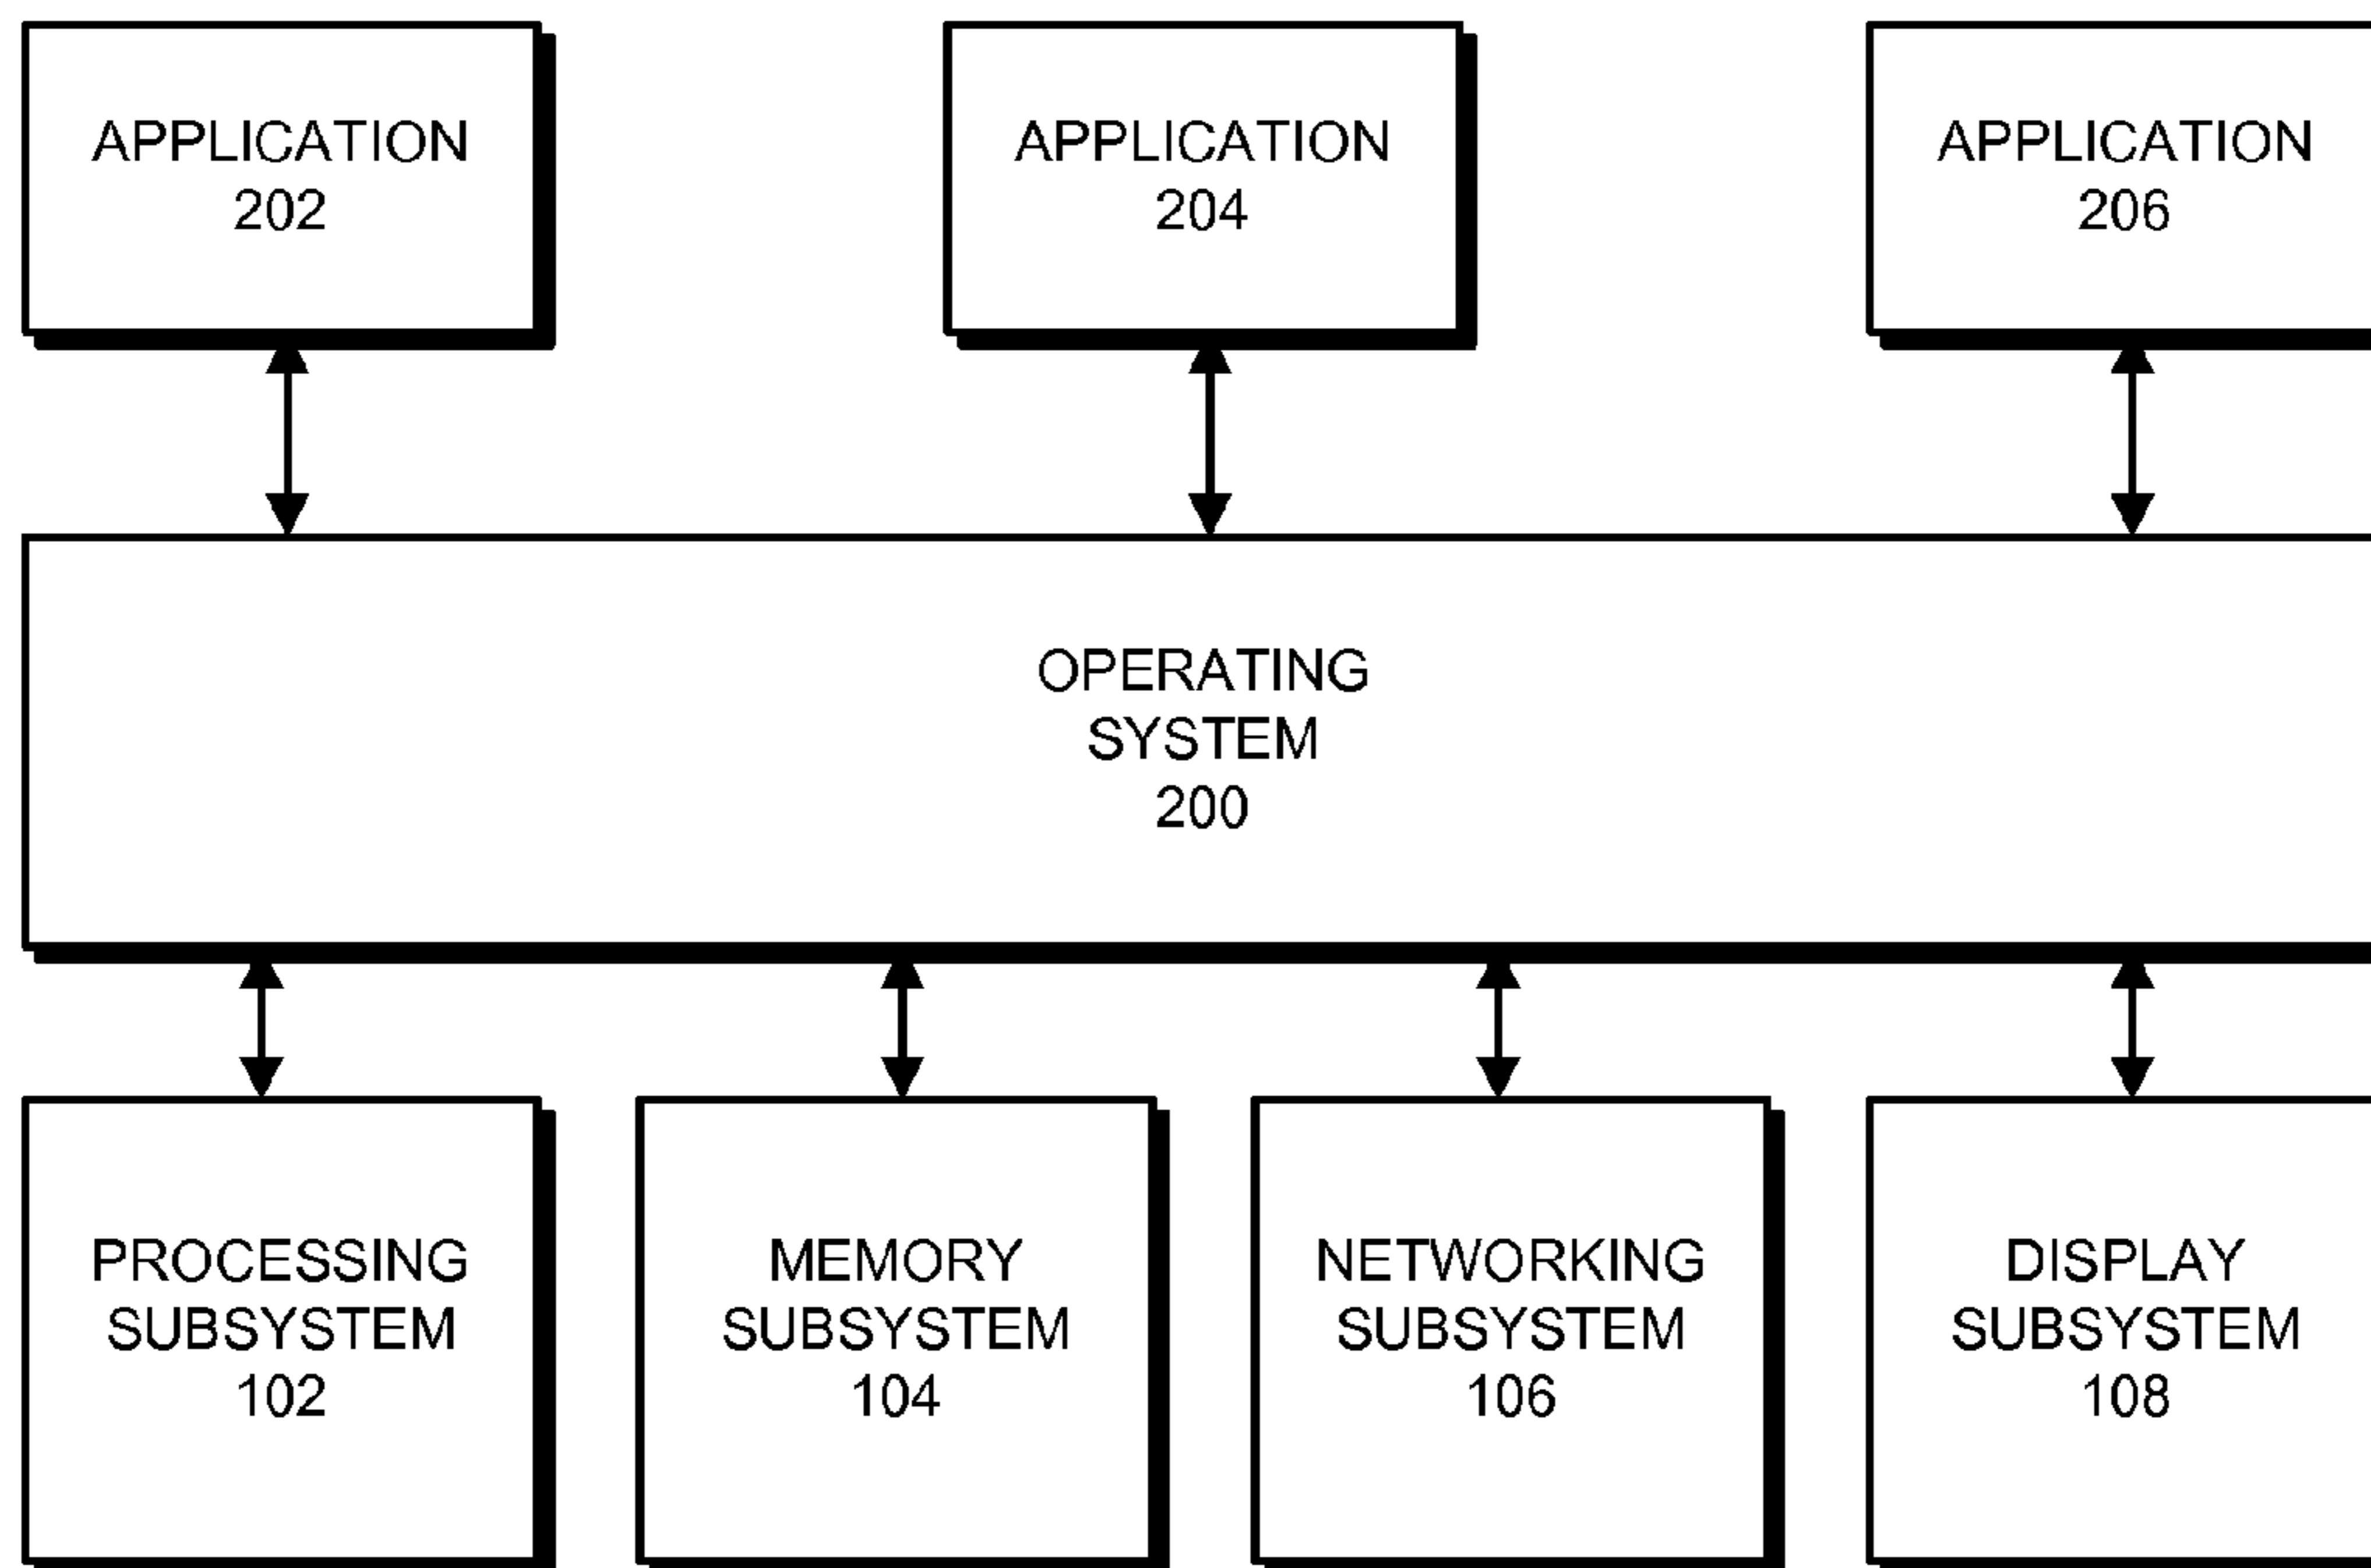 APPLICATION
202
APPLICATION
204
APPLICATION
206
OPERATING
SYSTEM
200
PROCESSING
SUBSYSTEM
102
MEMORY
SUBSYSTEM
104
NETWORKING
SUBSYSTEM
106
DISPLAY
SUBSYSTEM
108